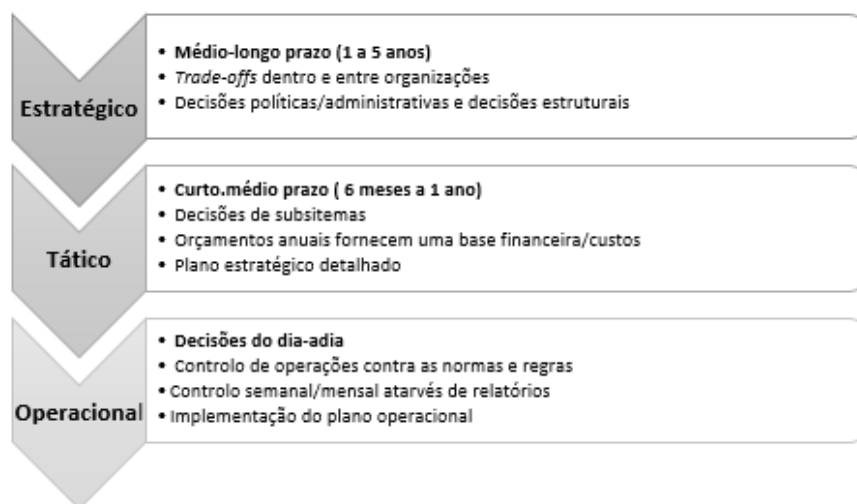 Estratégico
• Médio-longo prazo (1 a 5 anos)
• Trade-offs dentro e entre organizações
• Decisões políticas/administrativas e decisões estruturais
Tático
• Curto.médio prazo ( 6 meses a 1 ano)
• Decisões de subsitemas
• Orçamentos anuais fornecem uma base financeira/custos
• Plano estratégico detalhado
Operacional
• Decisões do dia-adia
• Controlo de operações contra as normas e regras
• Controlo semanal/mensal atarvés de relatórios
• Implementação do plano operacional